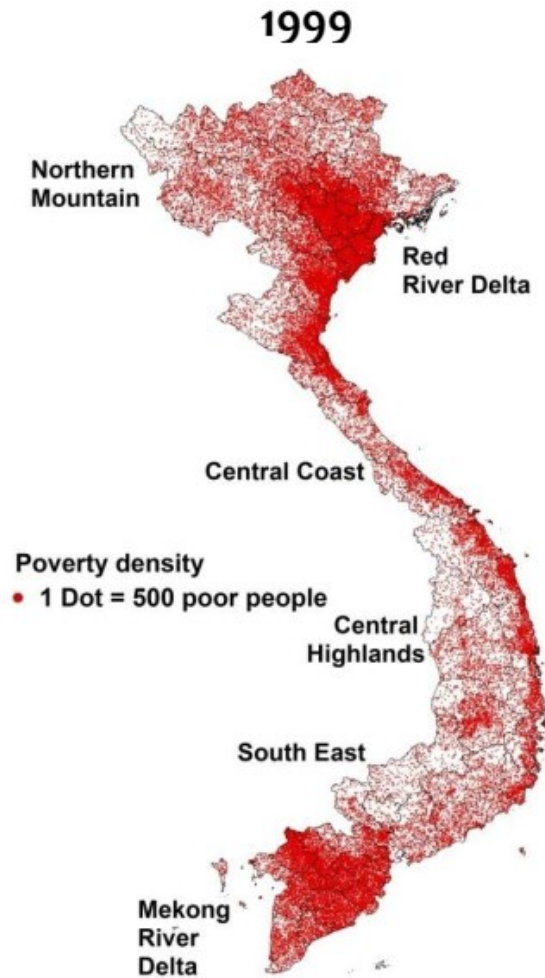 1999
Northern
Mountain
Red
River Delta
Central Coast
Poverty density
1 Dot = 500 poor people
Central
Highlands
South East
Mekong
River
Delta